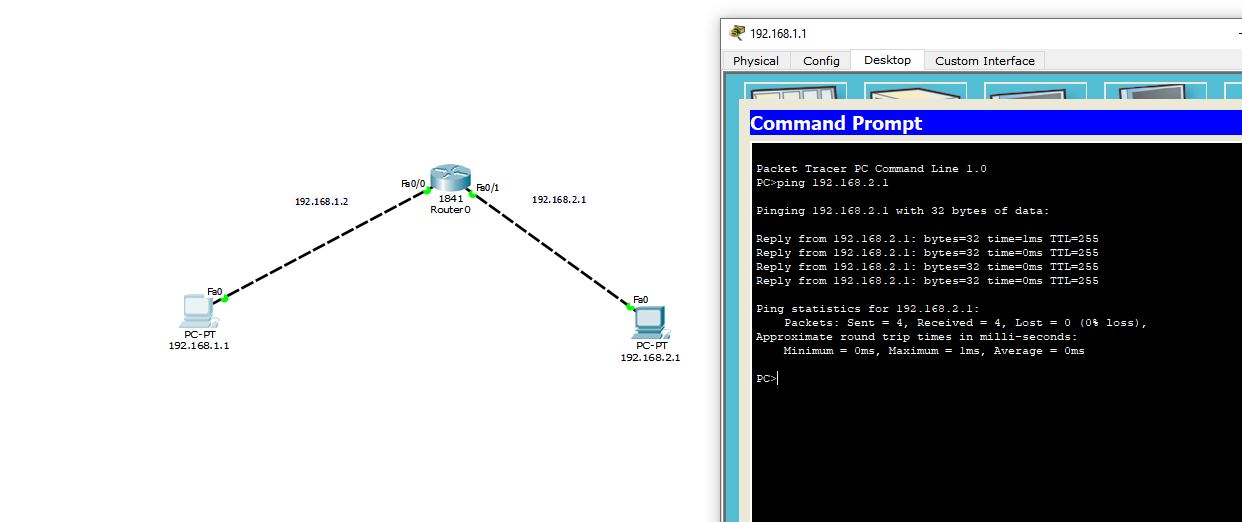 Fa0/0
Fa0/1
192.168.1.2
192.168.2.1
1841
Router0
Fa0
PC-PT
192.168.1.1
Fa0
PC-PT
192.168.2.1
192.168.1.1
Physical Config Desktop Custom Interface
Command Prompt
Packet Tracer PC Command Line 1.0
PC>ping 192.168.2.1
Pinging 192.168.2.1 with 32 bytes of data:
Reply from 192.168.2.1: bytes=32 time=1ms TTL=255
Reply from 192.168.2.1: bytes=32 time=0ms TTL=255
Reply from 192.168.2.1: bytes=32 time=0ms TTL=255
Reply from 192.168.2.1: bytes=32 time=0ms TTL=255
Ping statistics for 192.168.2.1:
Packets: Sent = 4, Received = 4, Lost = 0 (0% loss),
Approximate round trip times in milli-seconds:
Minimum = 0ms, Maximum = 1ms, Average = 0ms
PC>